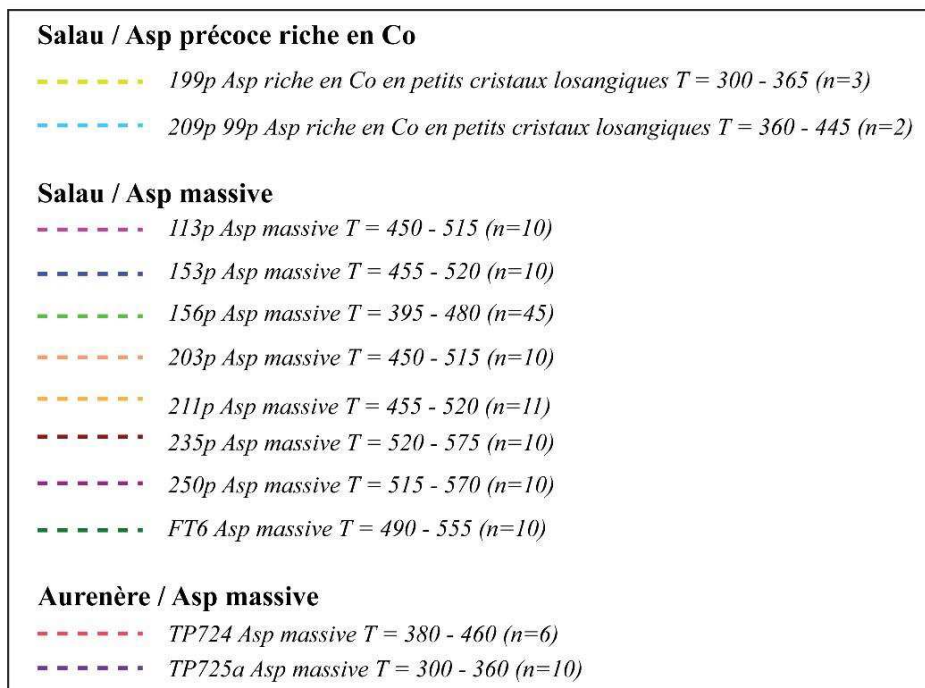 Salau / Asp précoce riche en Co
199p Asp riche en Co en petits cristaux losangiques T = 300 - 365 (n=3)
209p 99p Asp riche en Co en petits cristaux losangiques T = 360 - 445 (n=2)
Salau / Asp massive
113p Asp massive T = 450 - 515 (n=10)
153p Asp massive T = 455 - 520 (n=10)
156p Asp massive T = 395 - 480 (n=45)
203p Asp massive T = 450 - 515 (n=10)
211p Asp massive T = 455 - 520 (n=11)
235p Asp massive T = 520 - 575 (n=10)
250p Asp massive T = 515 - 570 (n=10)
FT6 Asp massive T = 490 - 555 (n=10)
Aurenère / Asp massive
TP724 Asp massive T = 380 - 460 (n=6)
TP725a Asp massive T = 300 - 360 (n=10)